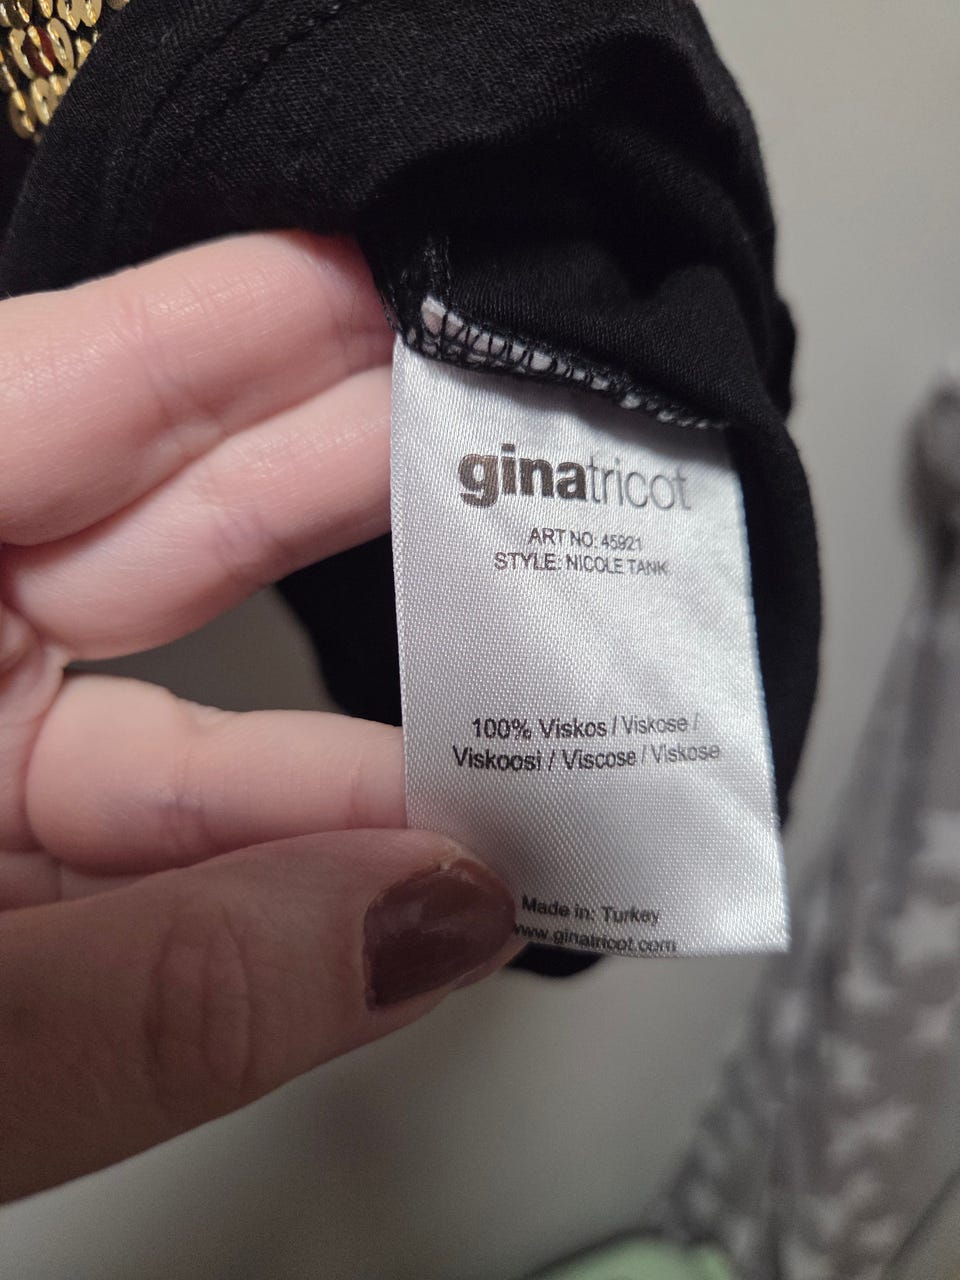 ginatricot
ART NO. 45921
STYLE: NICOLE TANK
100% Viskos / Viskose /
Viskoosi / Viscose / Viskose
Made in: Turkey
www.ginatricot.com